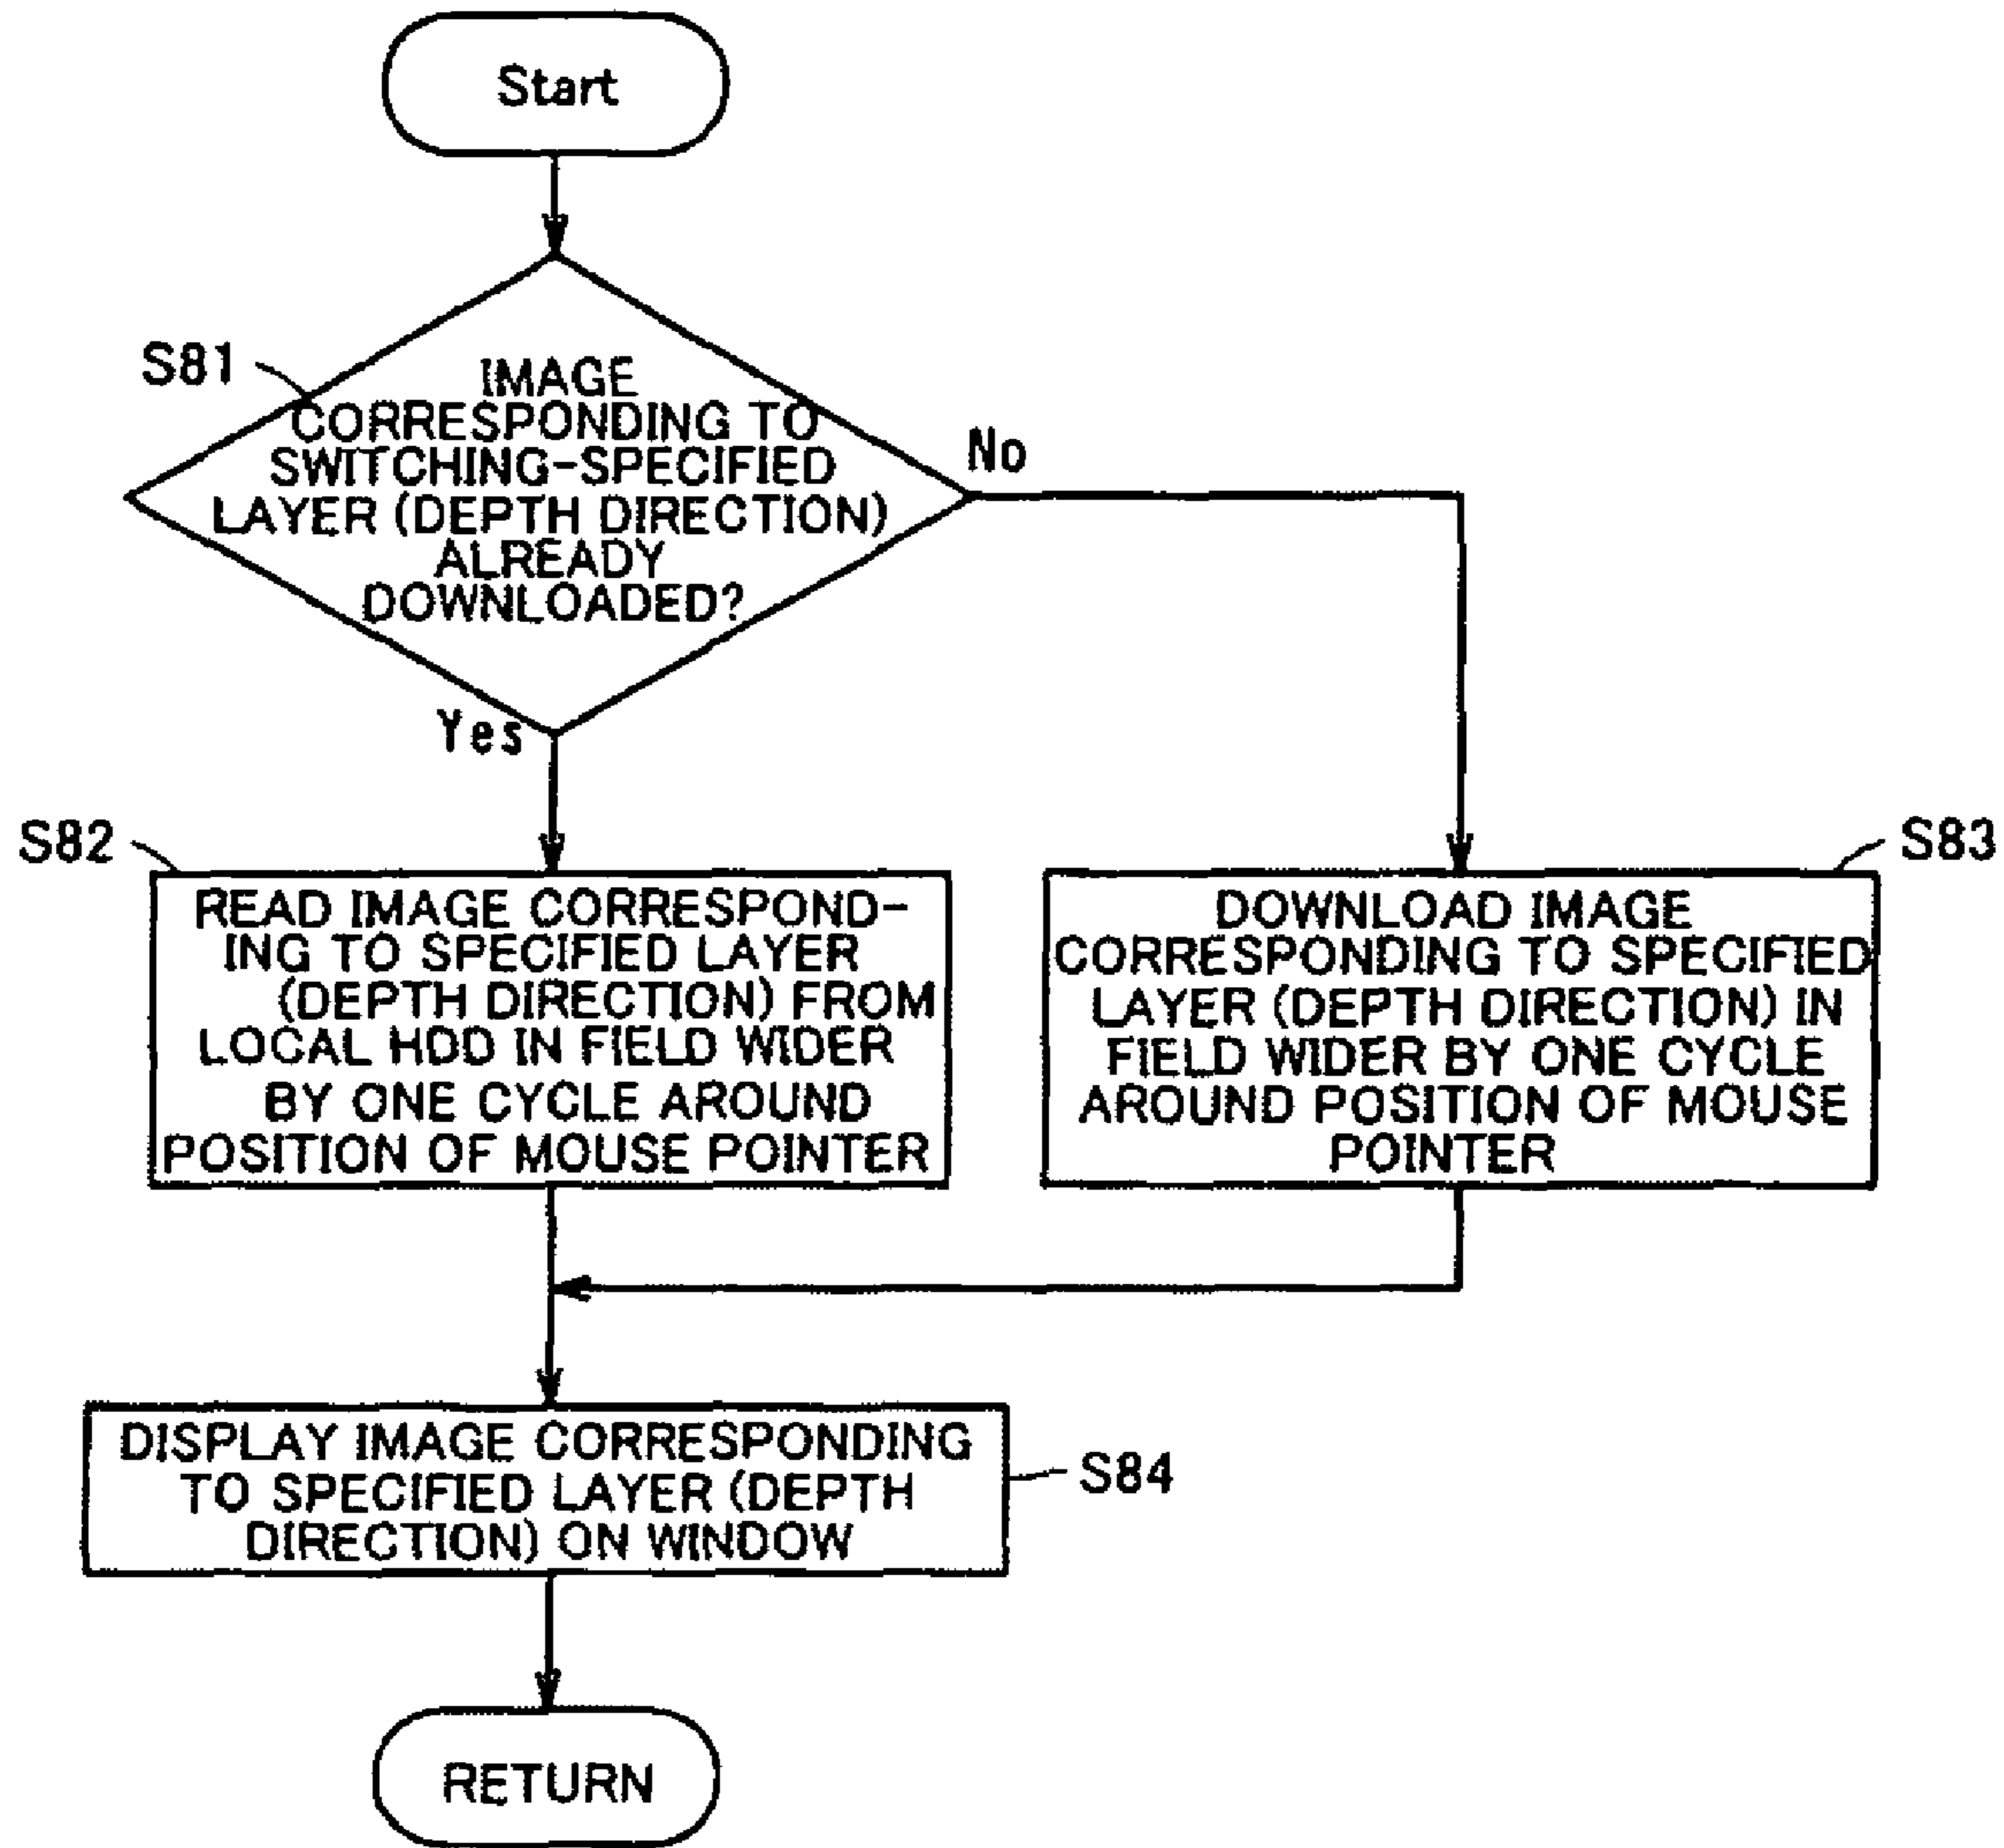 Start
S81
IMAGE
CORRESPONDING TO
SWITCHING-SPECIFIED
LAYER (DEPTH DIRECTION)
ALREADY
DOWNLOADED?
No
Yes
S82
READ IMAGE CORRESPOND-
ING TO SPECIFIED LAYER
(DEPTH DIRECTION) FROM
LOCAL HDD IN FIELD WIDER
BY ONE CYCLE AROUND
POSITION OF MOUSE POINTER
S83
DOWNLOAD IMAGE
CORRESPONDING TO SPECIFIED
LAYER (DEPTH DIRECTION) IN
FIELD WIDER BY ONE CYCLE
AROUND POSITION OF MOUSE
POINTER
DISPLAY IMAGE CORRESPONDING
TO SPECIFIED LAYER (DEPTH
DIRECTION) ON WINDOW
S84
RETURN